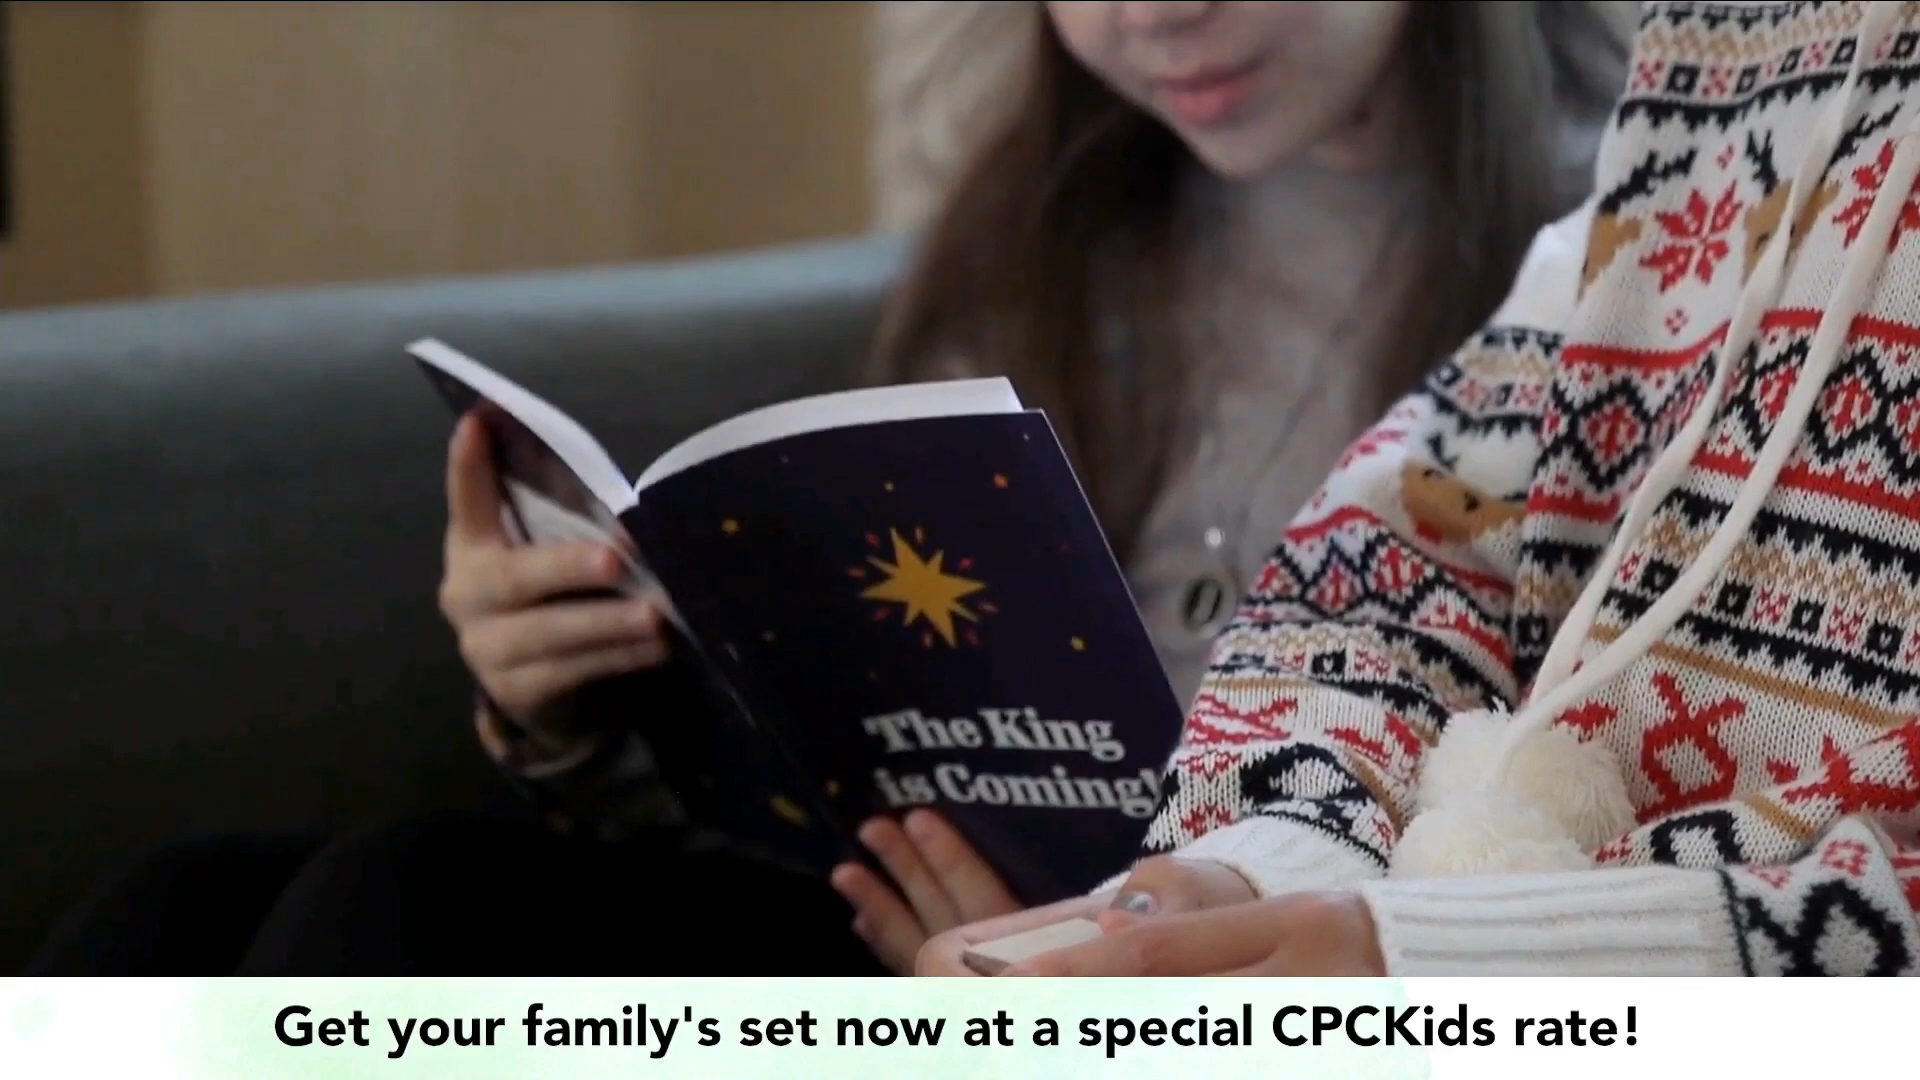 The King
is Coming!
Get your family's set now at a special CPCKids rate!